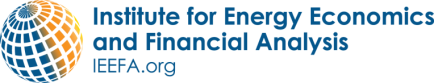 Institute for Energy Economics
and Financial Analysis
IEEFA.org